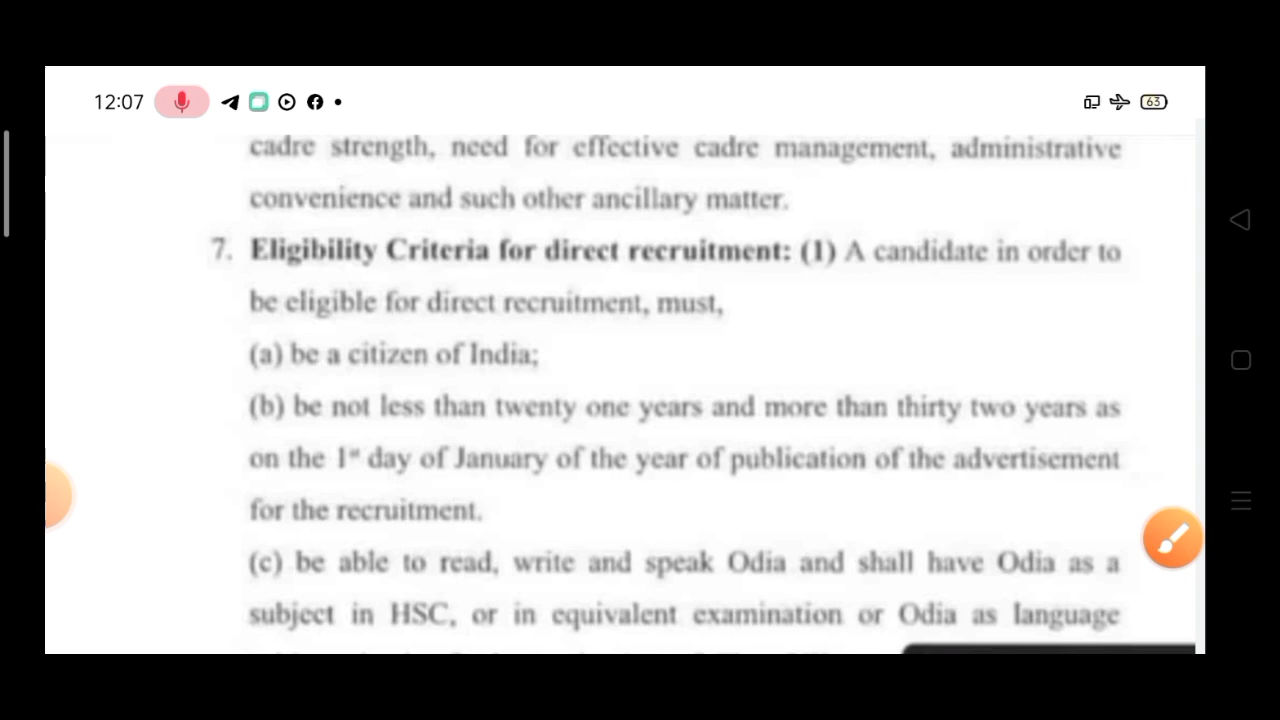 12:07
63
cadre strength, need for effective cadre management, administrative
convenience and such other ancillary matter.
7. Eligibility Criteria for direct recruitment: (1) A candidate in order to
be eligible for direct recruitment, must,
(a) be a citizen of India;
(b) be not less than twenty one years and more than thirty two years as
on the 1st day of January of the year of publication of the advertisement
for the recruitment.
(c) be able to read, write and speak Odia and shall have Odia as a
subject in HSC, or in equivalent examination or Odia as language